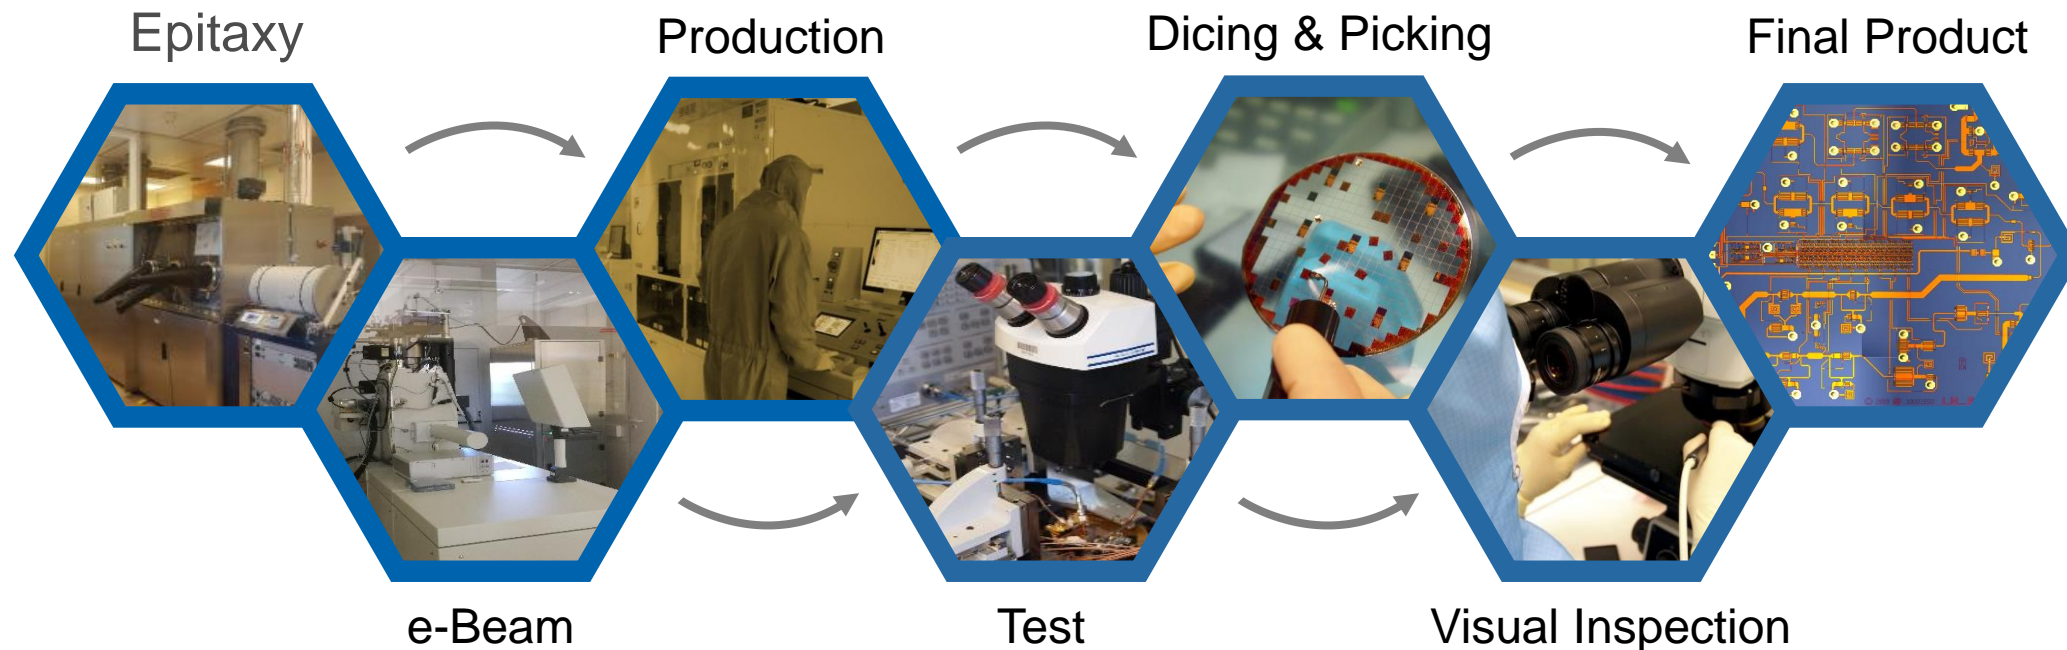 Epitaxy
Production
Dicing & Picking
Final Product
e-Beam
Test
Visual Inspection